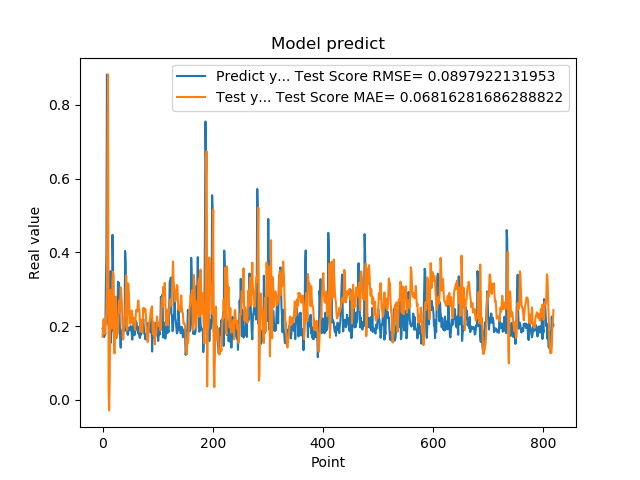 Model predict
Predict y... Test Score RMSE= 0.0897922131953
Test y... Test Score MAE= 0.06816281686288822
Real value
0.8
0.6
0.4
0.2
0.0
0
200
400
600
800
Point